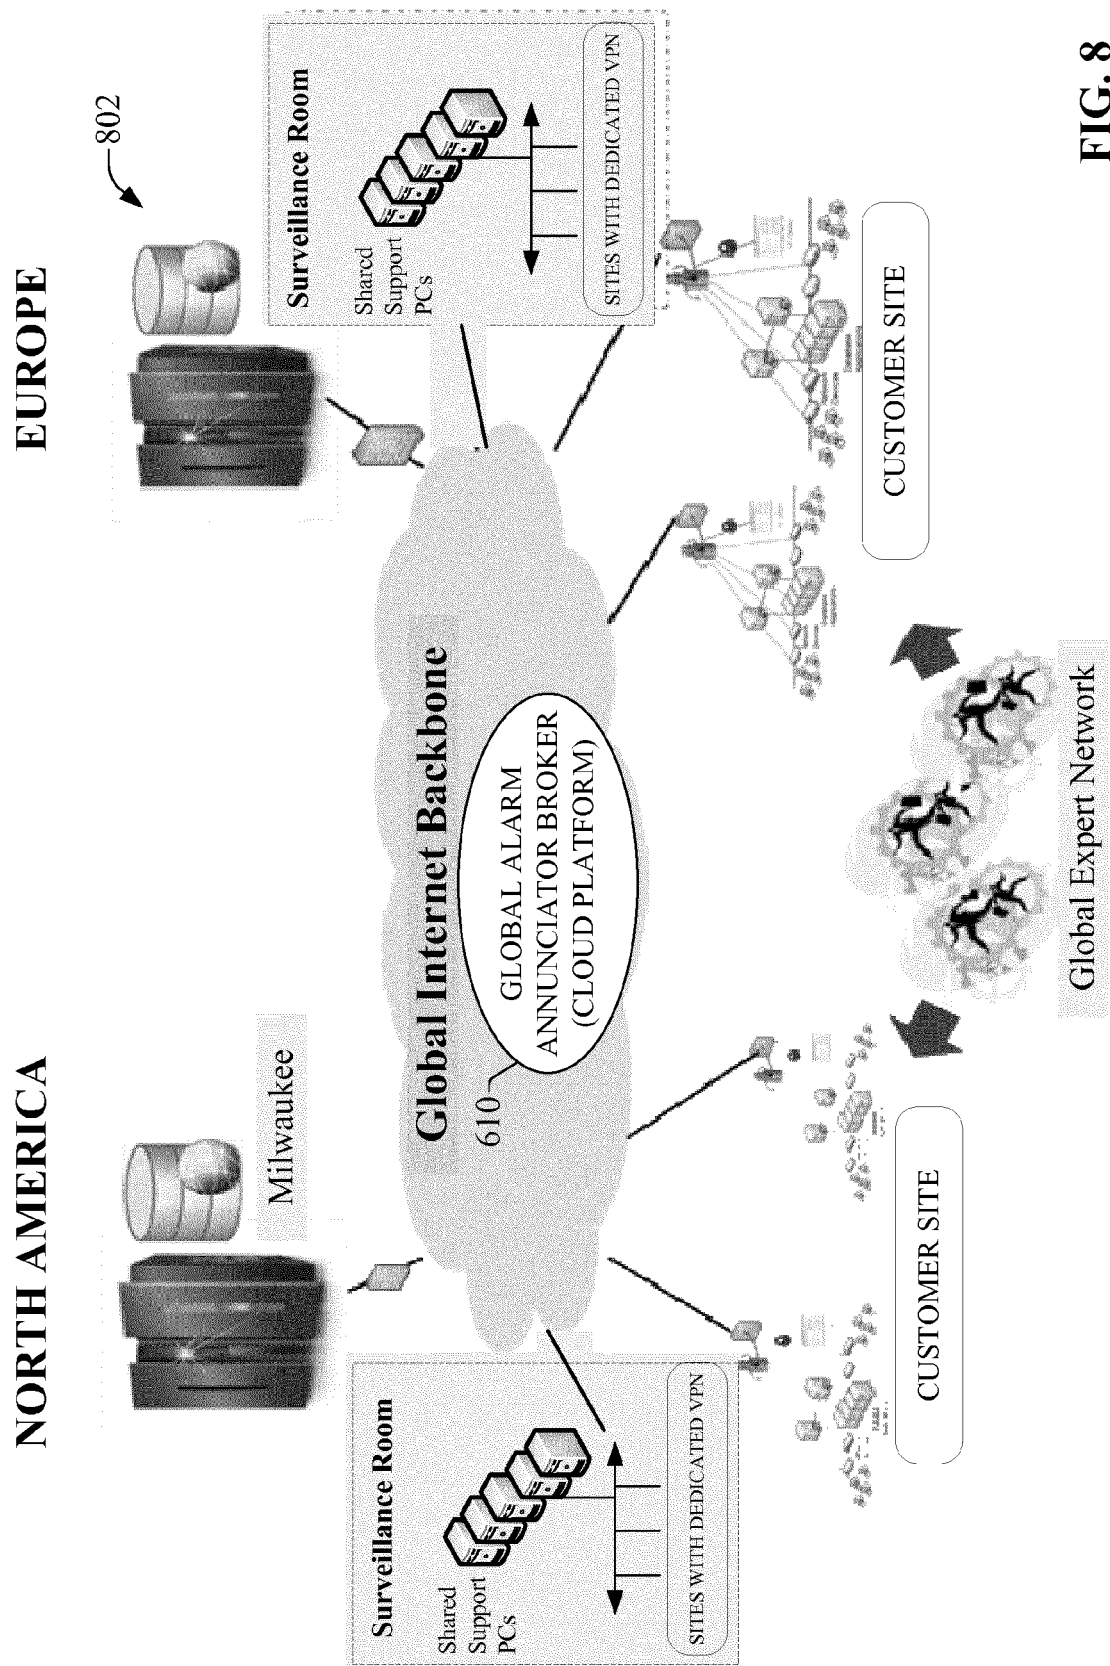 NORTH AMERICA
EUROPE
802
Milwaukee
Surveillance Room
Shared
Support
PCs
SITES WITH DEDICATED VPN
Surveillance Room
Shared
Support
PCs
SITES WITH DEDICATED VPN
Global Internet Backbone
610
GLOBAL ALARM
ANNUNCIATOR BROKER
(CLOUD PLATFORM)
CUSTOMER SITE
CUSTOMER SITE
Global Expert Network
FIG. 8